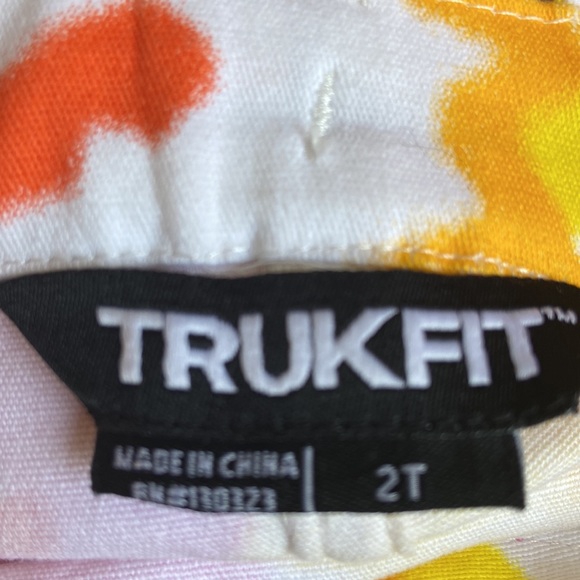 TRUKFIT™
MADE IN CHINA
RN#130323
2T